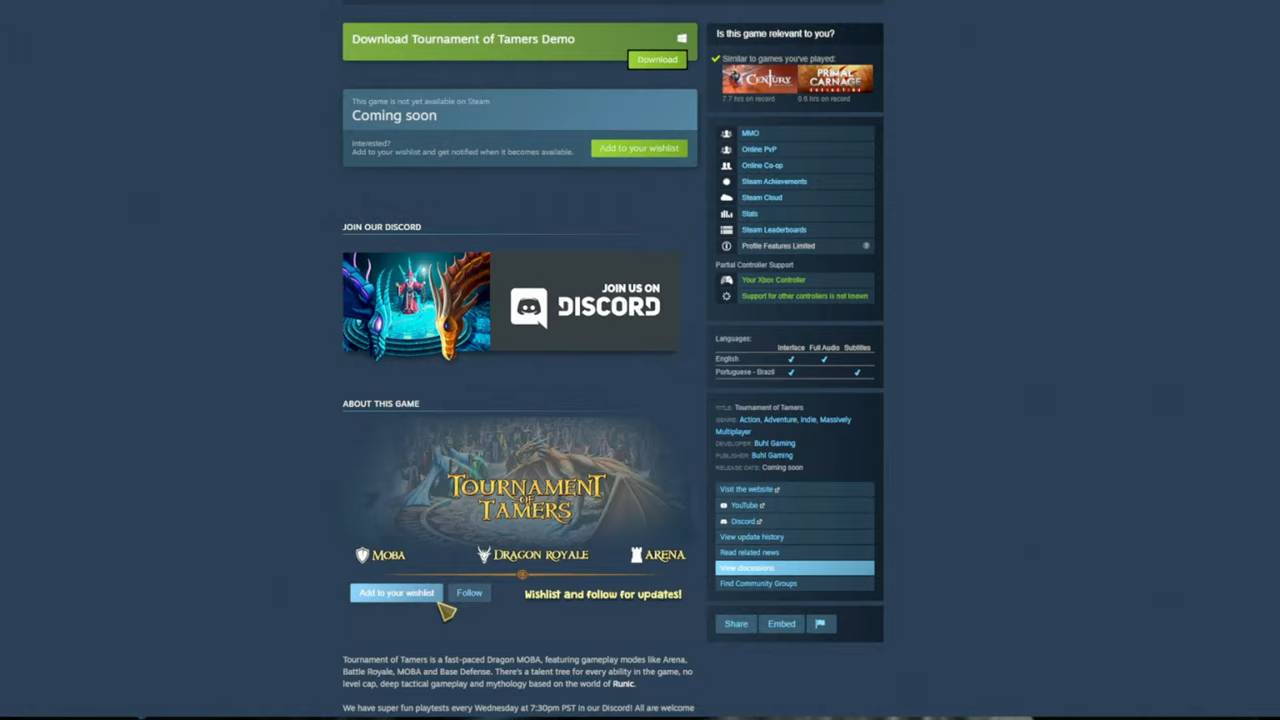 Download Tournament of Tamers Demo
Download
This game is not yet available on Steam
Coming soon
Interested?
Add to your wishlist and get notified when it becomes available.
Add to your wishlist
JOIN OUR DISCORD
JOIN US ON
DISCORD
ABOUT THIS GAME
TOURNAMENT
OF
TAMERS
MOBA
DRAGON ROYALE
ARENA
Add to your wishlist
Follow
Wishlist and follow for updates!
Tournament of Tamers is a fast-paced Dragon MOBA, featuring gameplay modes like Arena,
Battle Royale, MOBA and Base Defense. There's a talent tree for every ability in the game, no
level cap, deep tactical gameplay and mythology based on the world of Runic.
We have super fun playtests every Wednesday at 7:30pm PST in our Discord! All are welcome
Is this game relevant to you?
Similar to games you've played:
CENTURY
PRIMAL
CARNAGE
EXTINCTION
7.7 hrs on record
0.6 hrs on record
MMO
Online PvP
Online Co-op
Steam Achievements
Steam Cloud
Stats
Steam Leaderboards
Profile Features Limited
?
Partial Controller Support
Your Xbox Controller
Support for other controllers is not known
Languages:
Interface Full Audio Subtitles
English
Portuguese - Brazil
TITLE: Tournament of Tamers
GENRE: Action, Adventure, Indie, Massively
Multiplayer
DEVELOPER: Buhl Gaming
PUBLISHER: Buhl Gaming
RELEASE DATE: Coming soon
Visit the website
YouTube
Discord
View update history
Read related news
View discussions
Find Community Groups
Share
Embed